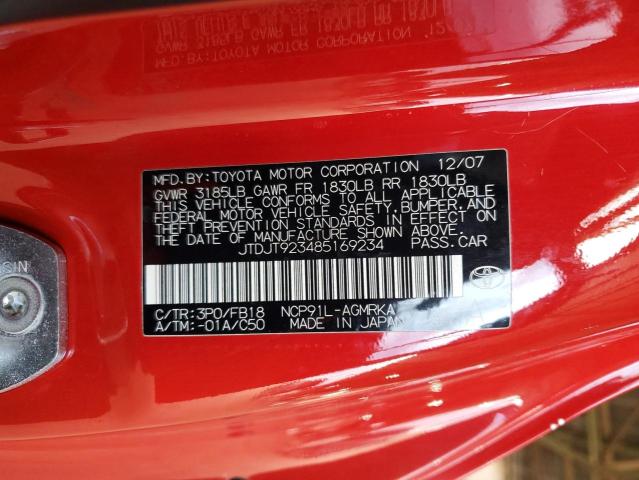 MFD.BY:TOYOTA MOTOR CORPORATION 12/07
GVWR 3185LB GAWR FR 1830LB RR 1830LB
THIS VEHICLE CONFORMS TO ALL APPLICABLE
FEDERAL MOTOR VEHICLE SAFETY,BUMPER,AND
THEFT PREVENTION STANDARDS IN EFFECT ON
THE DATE OF MANUFACTURE SHOWN ABOVE.
JTDJT923485169234 PASS.CAR
C/TR:3P0/FB18 NCP91L-AGMRKA
A/TM:-01A/C50 MADE IN JAPAN